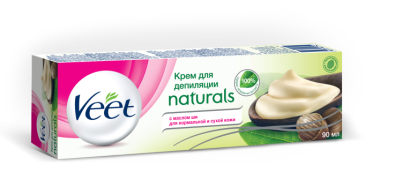 Veet
Крем для
депиляции
naturals
с маслом ши
для нормальной и сухой кожи
100%
90 мл